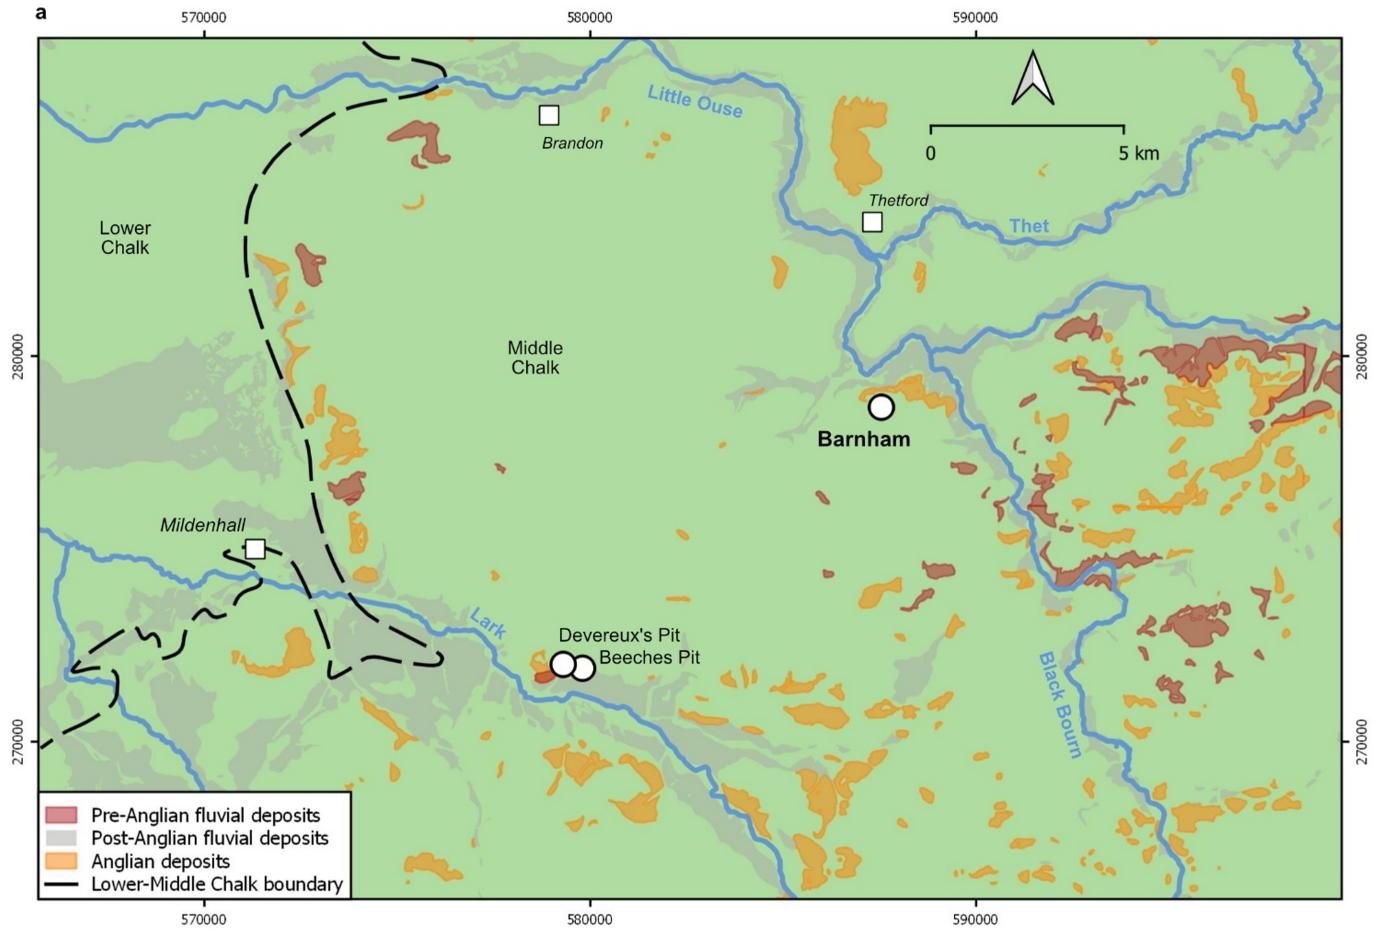 a
570000
580000
590000
Little Ouse
Brandon
0
5 km
Thetford
Thet
Lower
Chalk
Middle
Chalk
280000
280000
Barnham
Mildenhall
Lark
Devereux's Pit
Beeches Pit
Black Bourn
270000
270000
Pre-Anglian fluvial deposits
Post-Anglian fluvial deposits
Anglian deposits
Lower-Middle Chalk boundary
570000
580000
590000